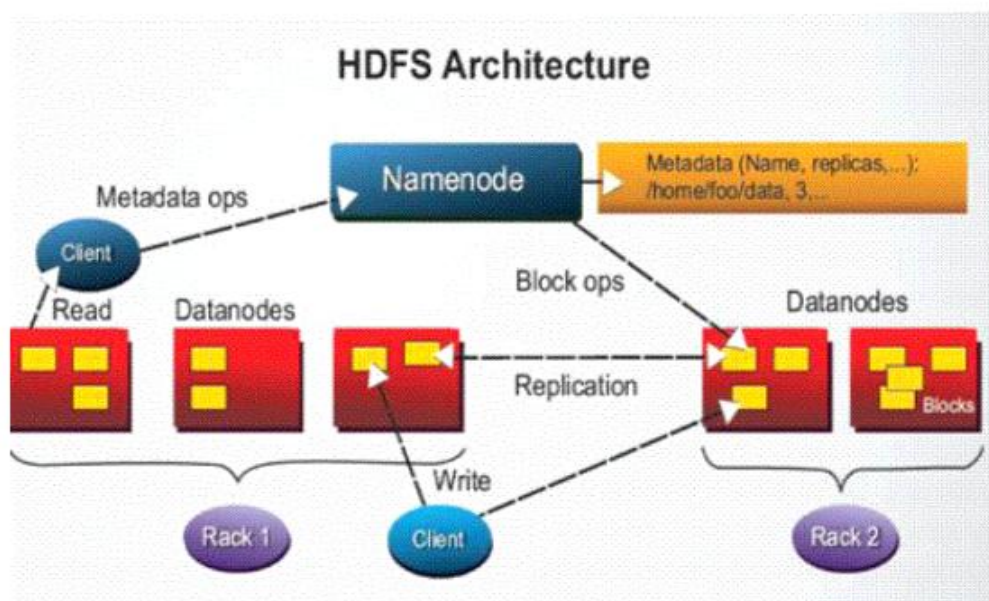 HDFS Architecture
Namenode
Metadata (Name, replicas,...):
/home/foo/data, 3,...
Metadata ops
Client
Block ops
Read
Datanodes
Datanodes
Replication
Blocks
Write
Rack 1
Client
Rack 2